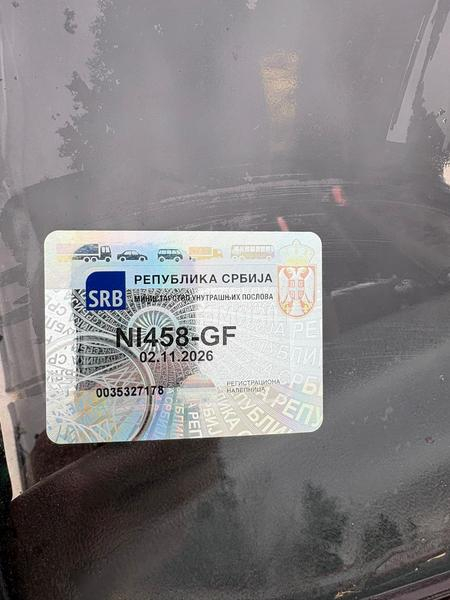 РЕПУБЛИКА СРБИЈА
SRB
МИНИСТАРСТВО УНУТРАШЊИХ ПОСЛОВА
NI458-GF
02.11.2026
0035327178
РЕГИСТРАЦИОНА
НАЛЕПНИЦА